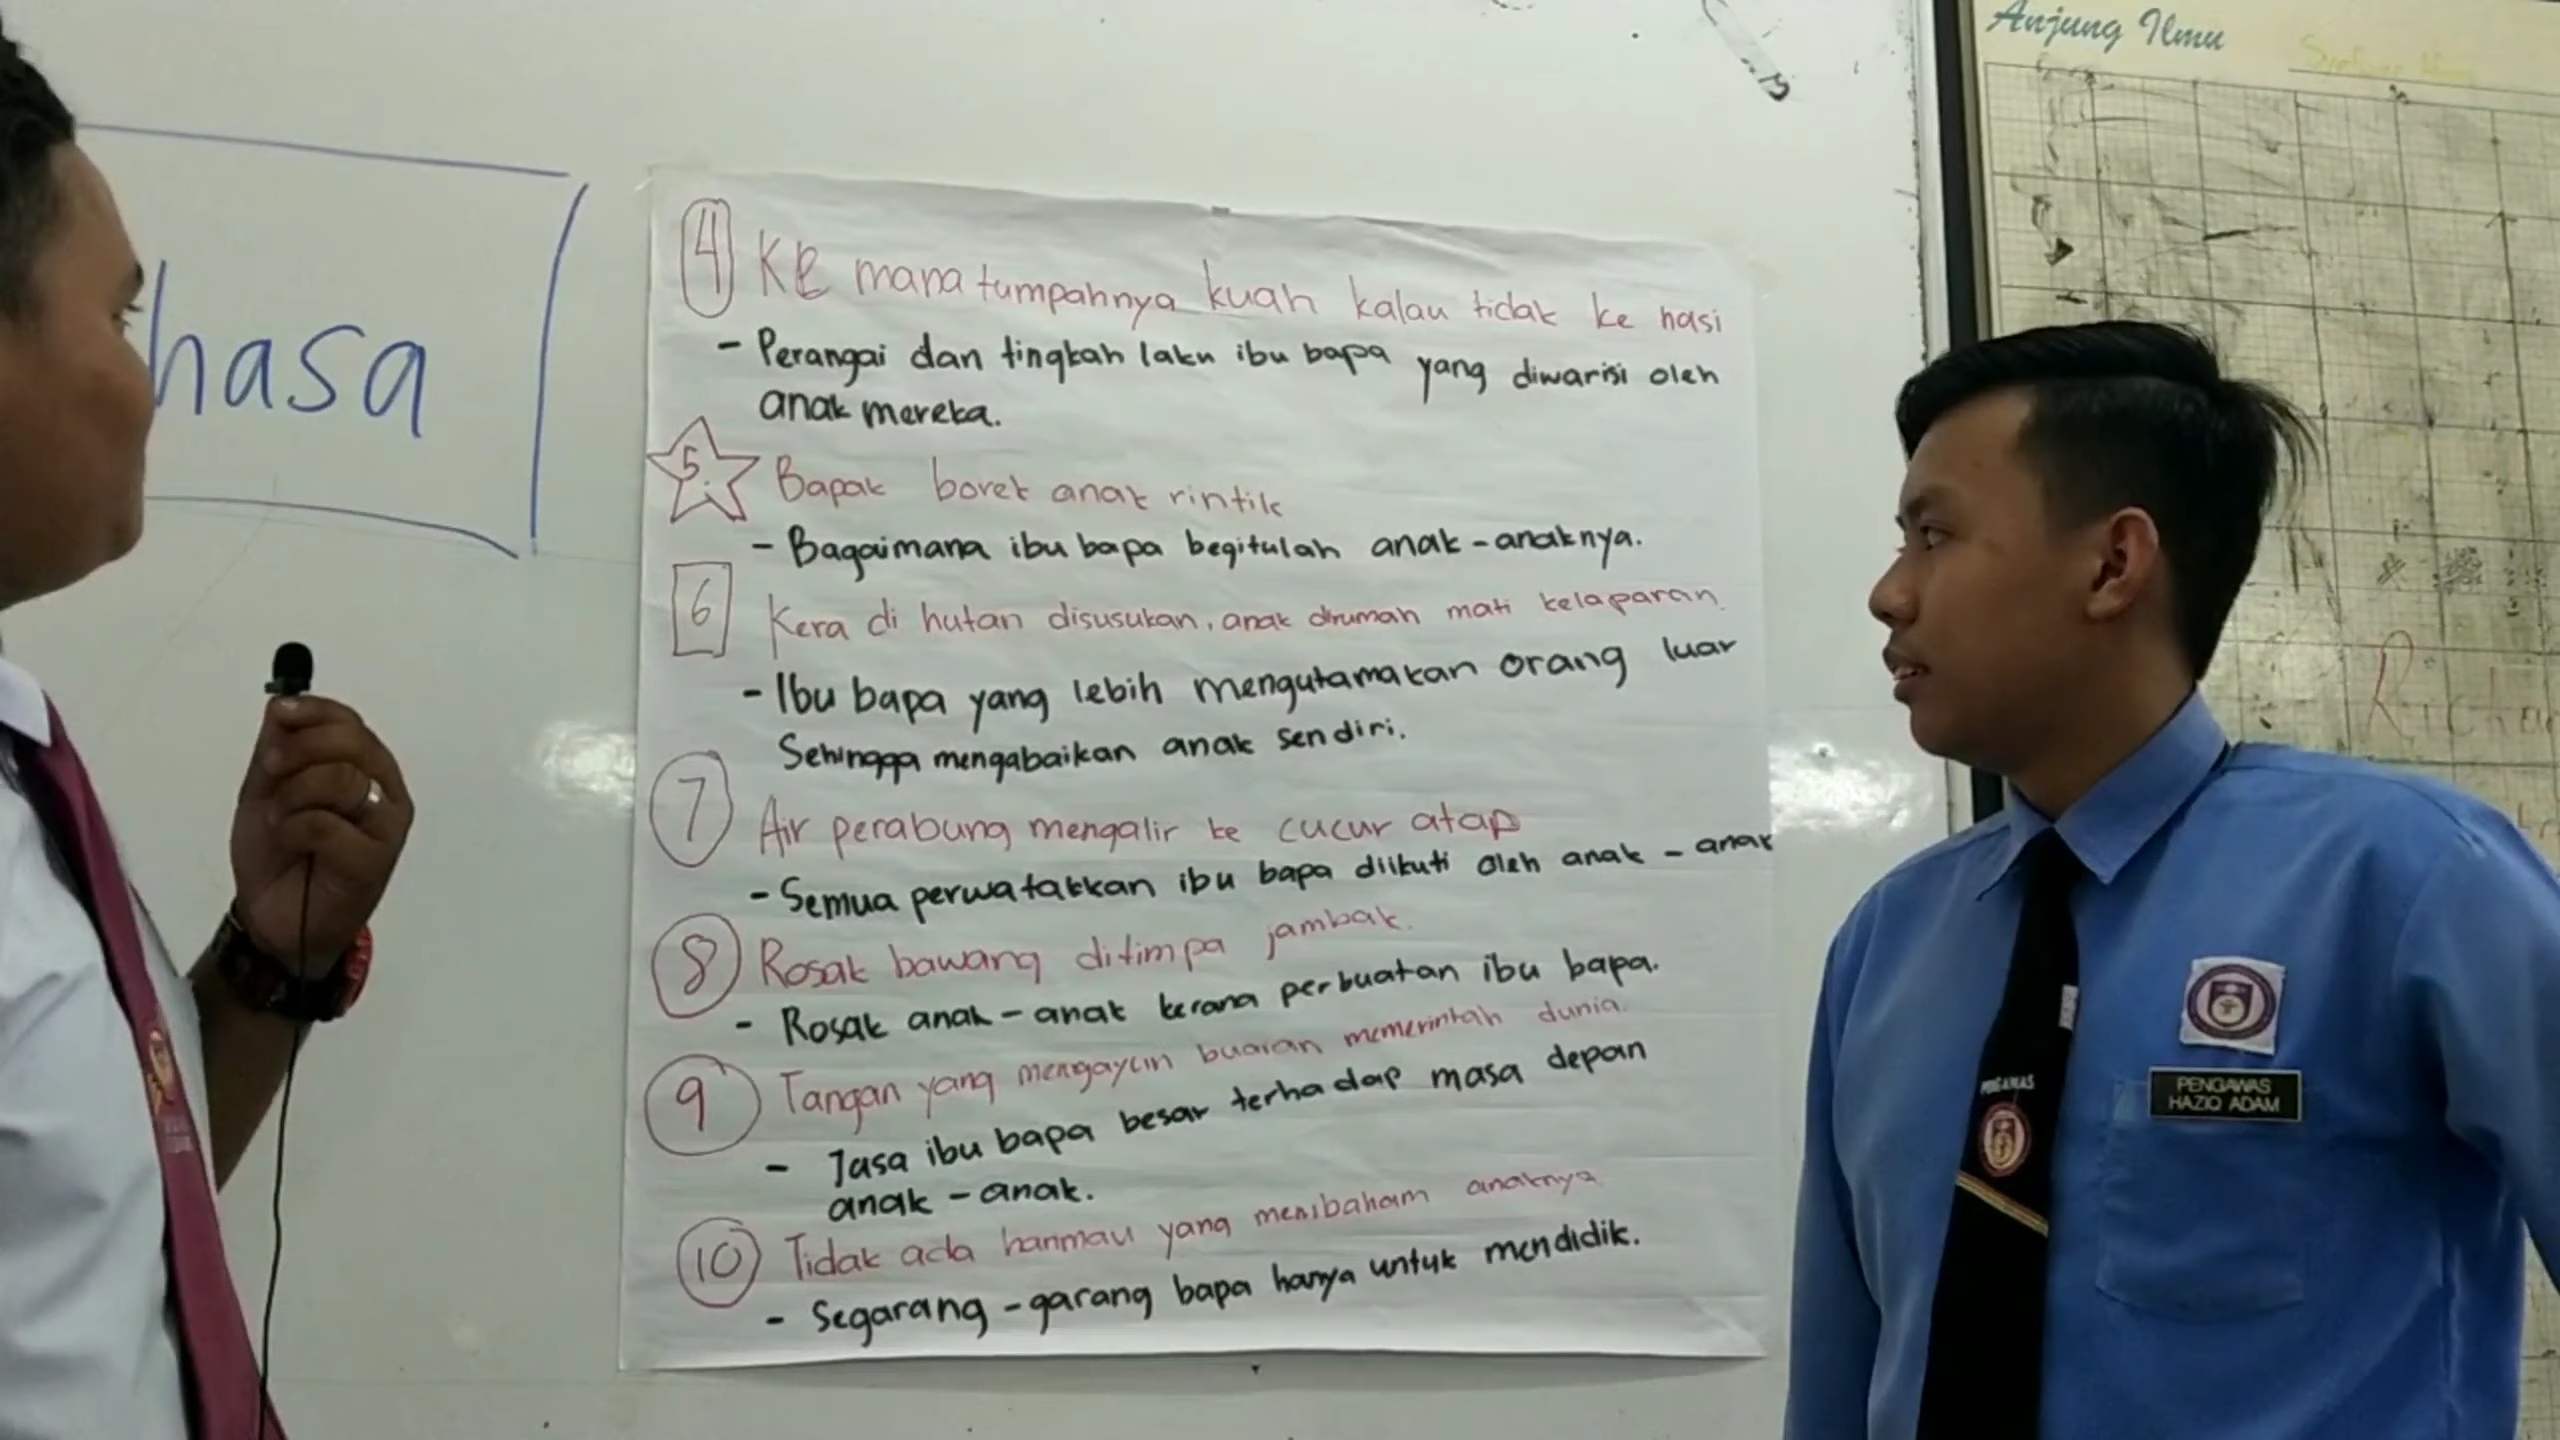 Anjung Ilmu
hasa
4 Ke mana tumpahnya kuah kalau tidak ke nasi
- Perangai dan tingkah laku ibu bapa yang diwarisi oleh
anak mereka.
5. Bapak borek anak rintik
- Bagaimana ibu bapa begitulah anak-anaknya.
6 Kera di hutan disusukan, anak dirumah mati kelaparan.
- Ibu bapa yang lebih mengutamakan orang luar
Sehingga mengabaikan anak sendiri.
7 Air perabung mengalir ke cucur atap
- Semua perwatakkan ibu bapa diikuti oleh anak - anak
8 Rosak bawang ditimpa jambak.
- Rosak anak-anak kerana perbuatan ibu bapa.
9 Tangan yang mengayun buaian memerintah dunia.
- Jasa ibu bapa besar terhadap masa depan
anak - anak.
10 Tidak ada harimau yang membaham anaknya
- Segarang-garang bapa hanya untuk mendidik.
PENGAWAS
PENGAWAS
HAZIQ ADAM